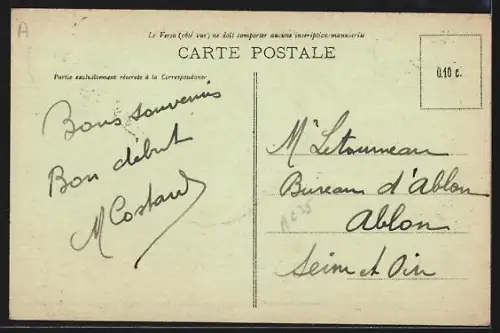 A
Le Verso (côté vue) ne doit comporter aucune inscription manuscrite
CARTE POSTALE
Partie exclusivement réservée à la Correspondance
0.10 c.
Bons souvenirs
Bon début
M Costard
Mr Letourneau
Bureau d'Ablon
Ablon
Seine et Oise